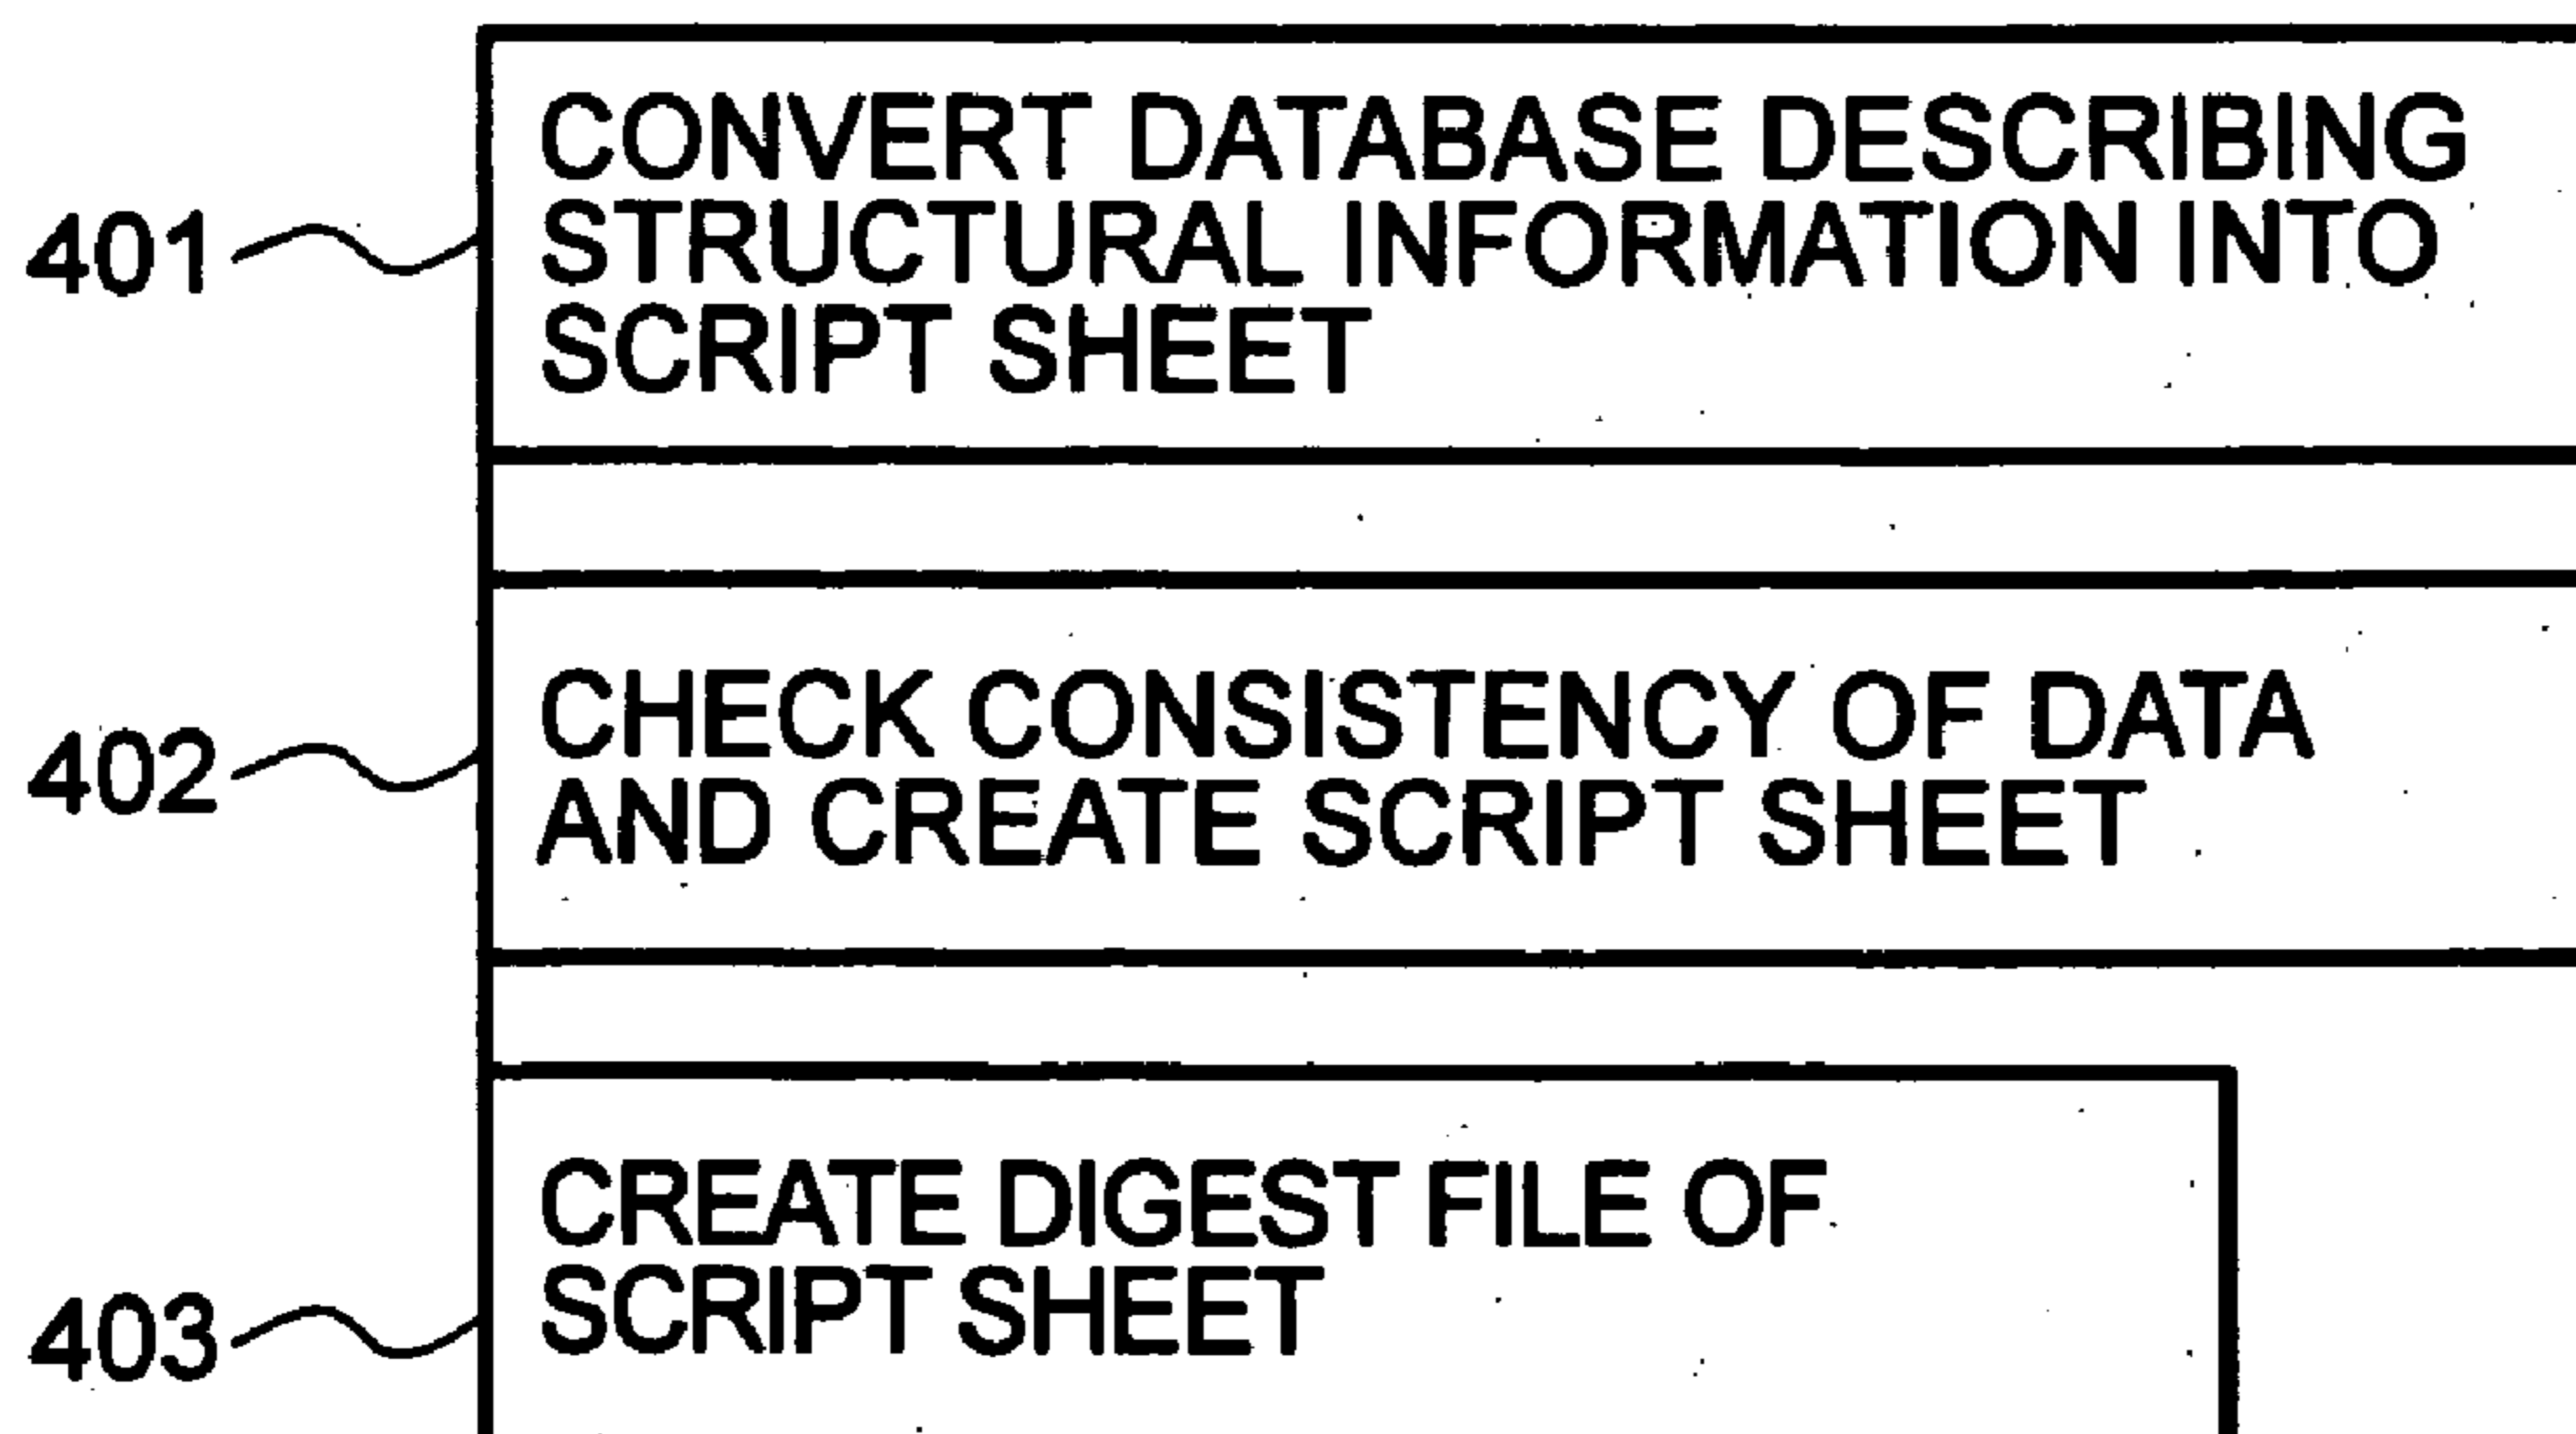 CONVERT DATABASE DESCRIBING
401 STRUCTURAL INFORMATION INTO
SCRIPT SHEET
402 CHECK CONSISTENCY OF DATA
AND CREATE SCRIPT SHEET
CREATE DIGEST FILE OF
403 SCRIPT SHEET